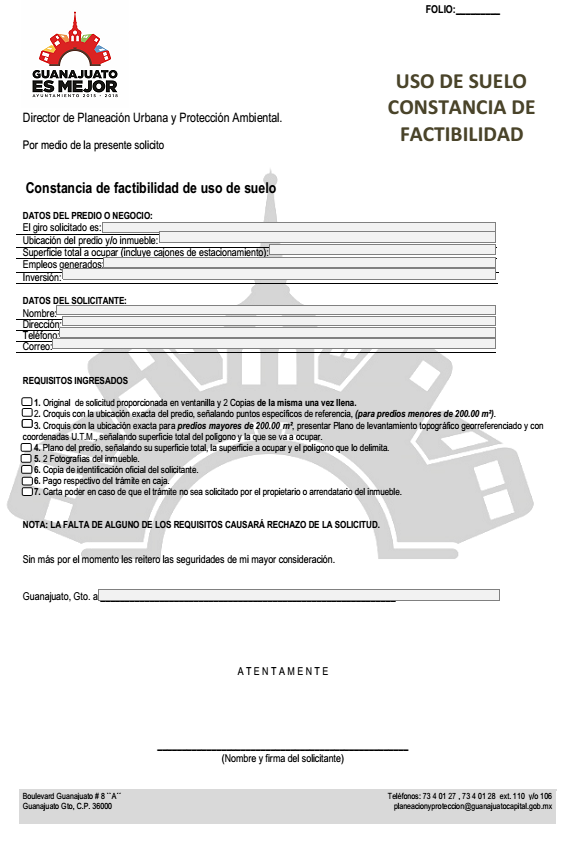 FOLIO:_________
GUANAJUATO
ES MEJOR
AYUNTAMIENTO 2015 - 2018
USO DE SUELO
CONSTANCIA DE
FACTIBILIDAD
Director de Planeación Urbana y Protección Ambiental.
Por medio de la presente solicito
Constancia de factibilidad de uso de suelo
DATOS DEL PREDIO O NEGOCIO:
El giro solicitado es:
Ubicación del predio y/o inmueble:
Superficie total a ocupar (incluye cajones de estacionamiento):
Empleos generados:
Inversión:
DATOS DEL SOLICITANTE:
Nombre:
Dirección:
Teléfono:
Correo:
REQUISITOS INGRESADOS
1. Original de solicitud proporcionada en ventanilla y 2 Copias de la misma una vez llena.
2. Croquis con la ubicación exacta del predio, señalando puntos específicos de referencia, (para predios menores de 200.00 m²).
3. Croquis con la ubicación exacta para predios mayores de 200.00 m², presentar Plano de levantamiento topográfico georreferenciado y con
coordenadas U.T.M., señalando superficie total del polígono y la que se va a ocupar.
4. Plano del predio, señalando su superficie total, la superficie a ocupar y el polígono que lo delimita.
5. 2 Fotografías del inmueble.
6. Copia de identificación oficial del solicitante.
6. Pago respectivo del trámite en caja.
7. Carta poder en caso de que el trámite no sea solicitado por el propietario o arrendatario del inmueble.
NOTA: LA FALTA DE ALGUNO DE LOS REQUISITOS CAUSARÁ RECHAZO DE LA SOLICITUD.
Sin más por el momento les reitero las seguridades de mi mayor consideración.
Guanajuato, Gto. a
A T E N T A M E N T E
(Nombre y firma del solicitante)
Boulevard Guanajuato # 8 ¨A¨
Guanajuato Gto, C.P. 36000
Teléfonos: 73 4 01 27 , 73 4 01 28 ext. 110 y/o 106
planeacionyproteccion@guanajuatocapital.gob.mx